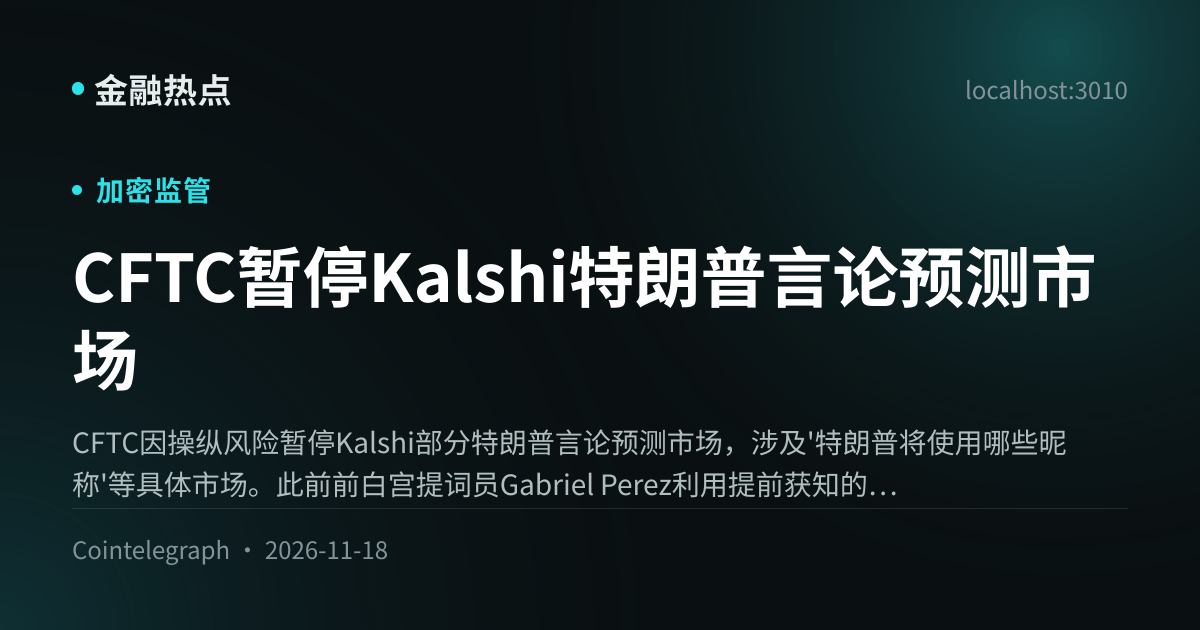 金融热点
localhost:3010
加密监管
CFTC暂停Kalshi特朗普言论预测市
场
CFTC因操纵风险暂停Kalshi部分特朗普言论预测市场，涉及'特朗普将使用哪些昵
称'等具体市场。此前前白宫提词员Gabriel Perez利用提前获知的…
Cointelegraph · 2026-11-18